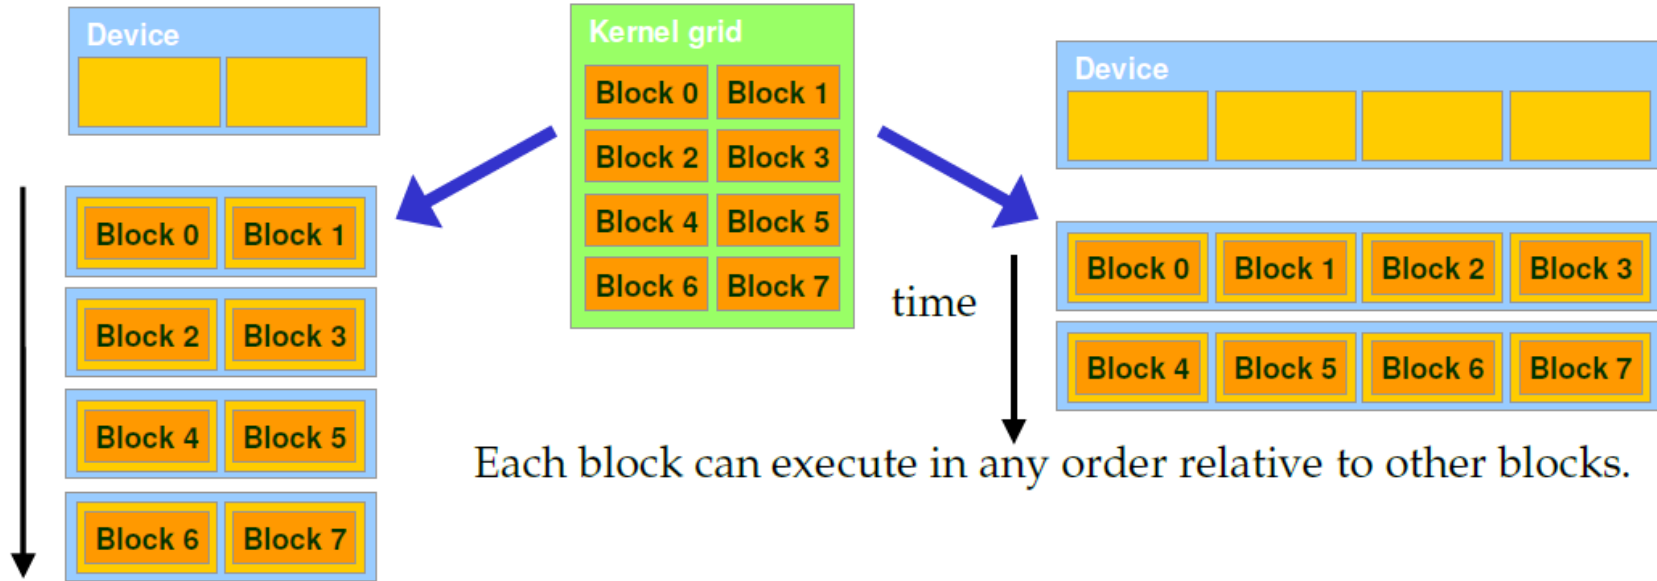 Device
Block 0 Block 1
Block 2 Block 3
Block 4 Block 5
Block 6 Block 7
Kernel grid
Block 0 Block 1
Block 2 Block 3
Block 4 Block 5
Block 6 Block 7
Device
time
Block 0 Block 1 Block 2 Block 3
Block 4 Block 5 Block 6 Block 7
Each block can execute in any order relative to other blocks.